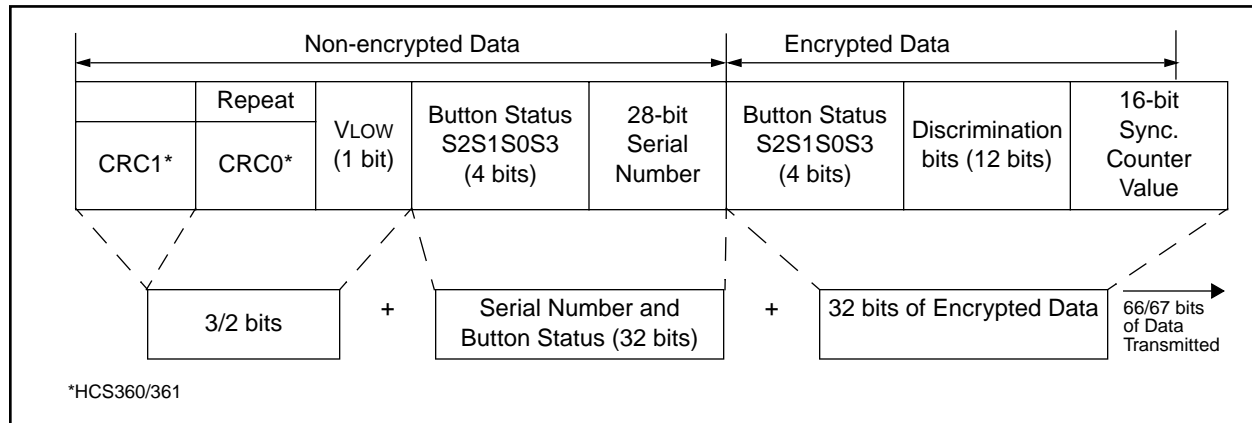 Non-encrypted Data
Encrypted Data
Repeat
CRC1*
CRC0*
VLOW
(1 bit)
Button Status
S2S1S0S3
(4 bits)
28-bit
Serial
Number
Button Status
S2S1S0S3
(4 bits)
Discrimination
bits (12 bits)
16-bit
Sync.
Counter
Value
3/2 bits
+
Serial Number and
Button Status (32 bits)
+
32 bits of Encrypted Data
66/67 bits
of Data
Transmitted
*HCS360/361